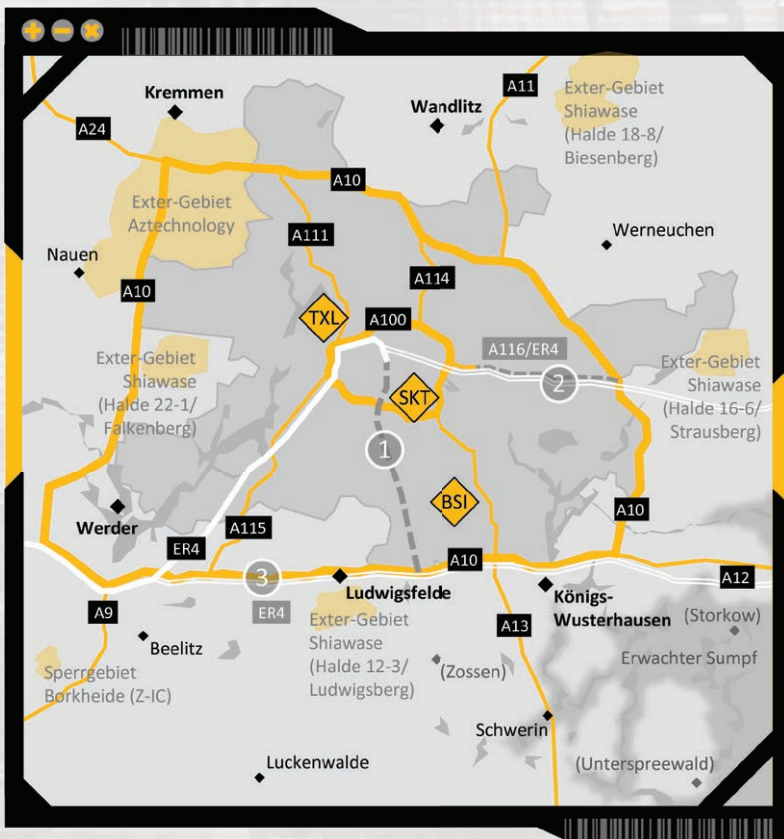 Kremmen
Wandlitz
A11
Exter-Gebiet
Shiawase
(Halde 18-8/
Biesenberg)
A24
A10
Exter-Gebiet
Aztechnology
A111
Werneuchen
Nauen
A10
A114
TXL
A100
A116/ER4
Exter-Gebiet
Shiawase
(Halde 22-1/
Falkenberg)
2
Exter-Gebiet
Shiawase
(Halde 16-6/
Strausberg)
SKT
1
BSI
Werder
A115
A10
ER4
A10
3
A12
Ludwigsfelde
Königs-
Wusterhausen
A9
ER4
Exter-Gebiet
Shiawase
(Halde 12-3/
Ludwigsberg)
A13
(Storkow)
Beelitz
Erwachter Sumpf
Sperrgebiet
Borkheide (Z-IC)
(Zossen)
Schwerin
Luckenwalde
(Unterspreewald)